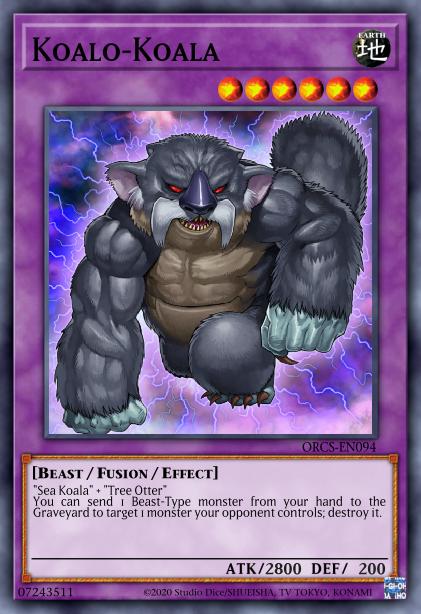 Koalo-Koala
EARTH
地
ORCS-EN094
[Beast / Fusion / Effect]
"Sea Koala" + "Tree Otter"
You can send 1 Beast-Type monster from your hand to the
Graveyard to target 1 monster your opponent controls; destroy it.
ATK/2800 DEF/ 200
07243511
©2020 Studio Dice/SHUEISHA, TV TOKYO, KONAMI